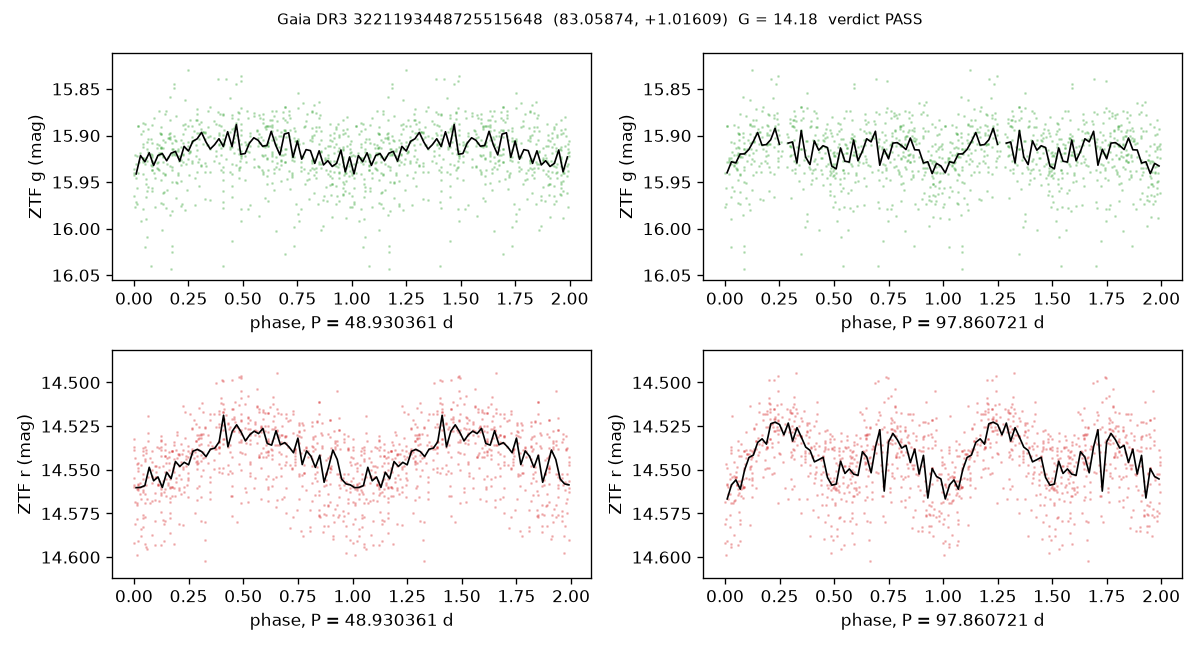 Gaia DR3 3221193448725515648 (83.05874, +1.01609) G = 14.18 verdict PASS
ZTF g (mag)
15.85
15.90
15.95
16.00
16.05
0.00 0.25 0.50 0.75 1.00 1.25 1.50 1.75 2.00
phase, P = 48.930361 d
ZTF g (mag)
15.85
15.90
15.95
16.00
16.05
0.00 0.25 0.50 0.75 1.00 1.25 1.50 1.75 2.00
phase, P = 97.860721 d
ZTF r (mag)
14.500
14.525
14.550
14.575
14.600
0.00 0.25 0.50 0.75 1.00 1.25 1.50 1.75 2.00
phase, P = 48.930361 d
ZTF r (mag)
14.500
14.525
14.550
14.575
14.600
0.00 0.25 0.50 0.75 1.00 1.25 1.50 1.75 2.00
phase, P = 97.860721 d